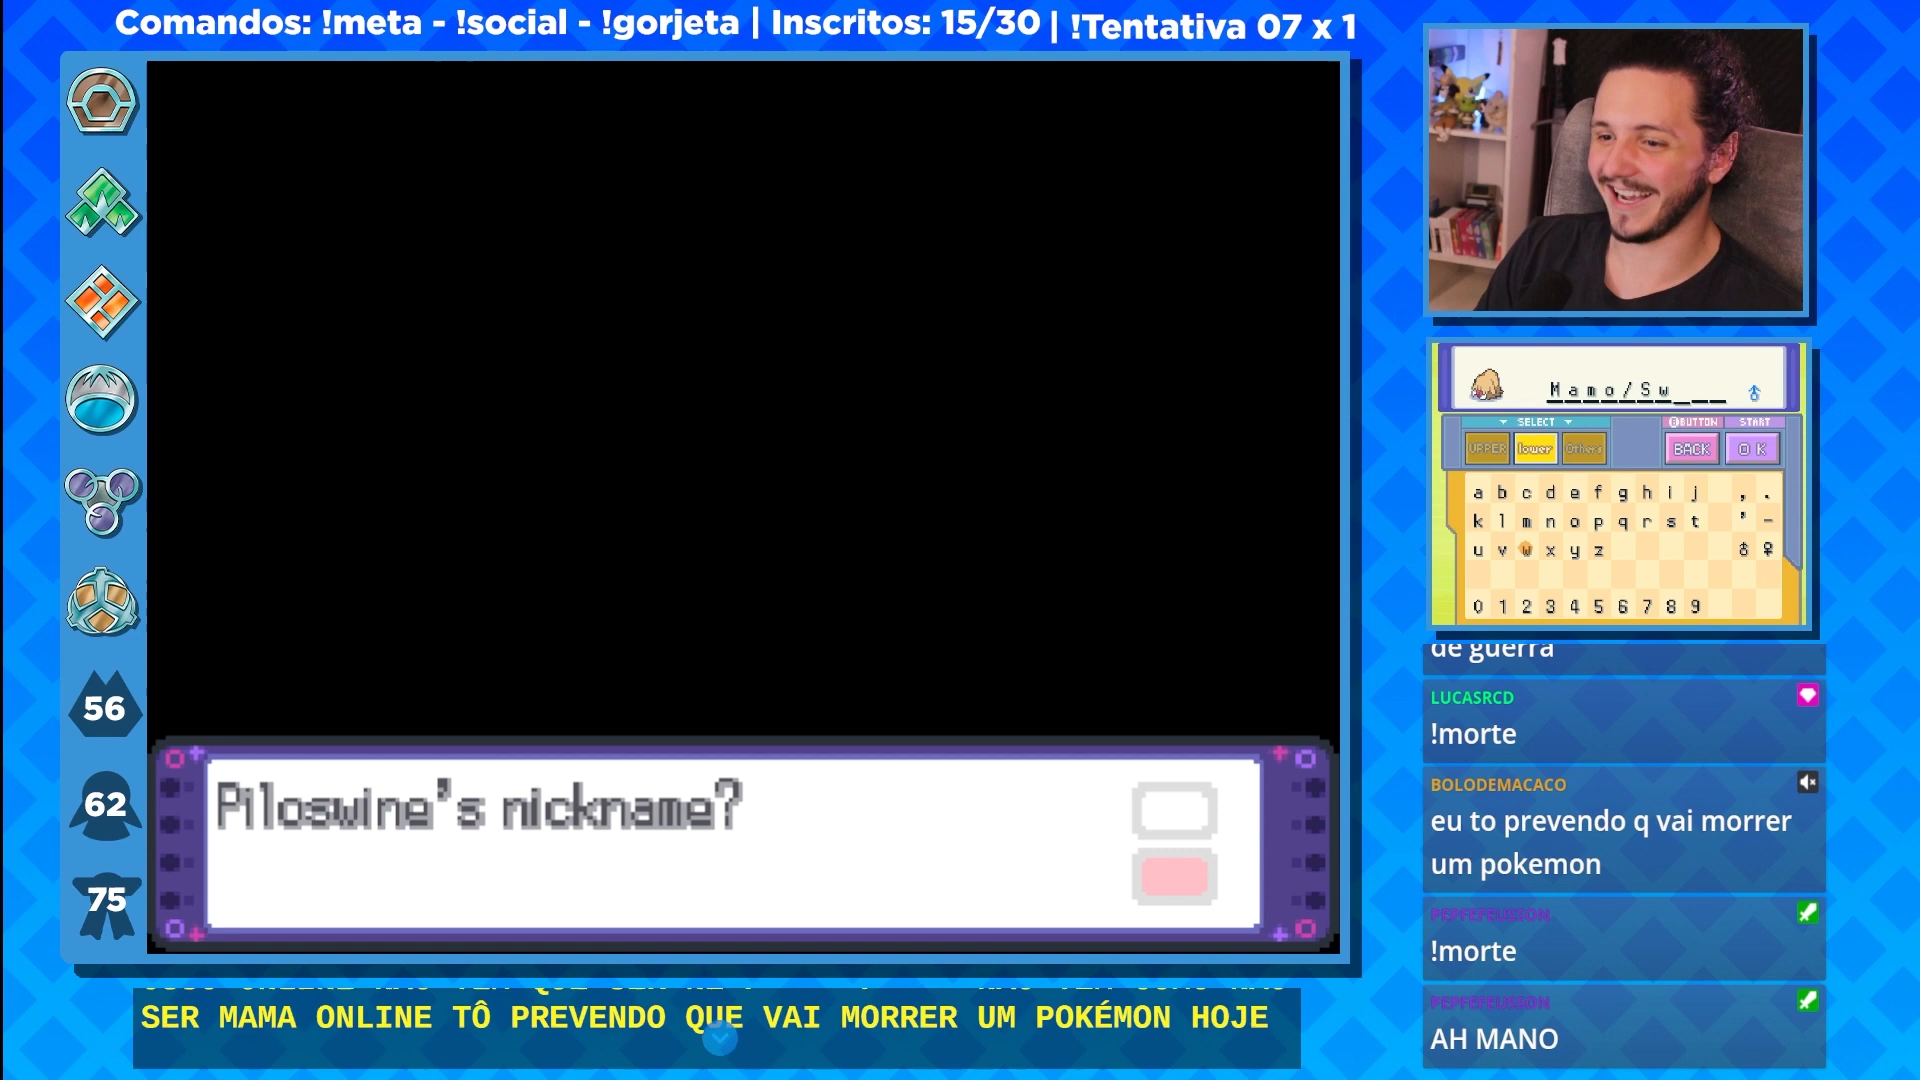 Comandos: !meta - !social - !gorjeta | Inscritos: 15/30 | !Tentativa 07 x 1
56
62
75
Piloswine's nickname?
SER MAMA ONLINE TÔ PREVENDO QUE VAI MORRER UM POKÉMON HOJE
Mamo/Sw_ _ _
SELECT BUTTON START
UPPER lower Others BACK OK
a b c d e f g h i j , .
k l m n o p q r s t ' -
u v w x y z ♂ ♀
0 1 2 3 4 5 6 7 8 9
de guerra
LUCASRCD
!morte
BOLODEMACACO
eu to prevendo q vai morrer
um pokemon
!morte
AH MANO